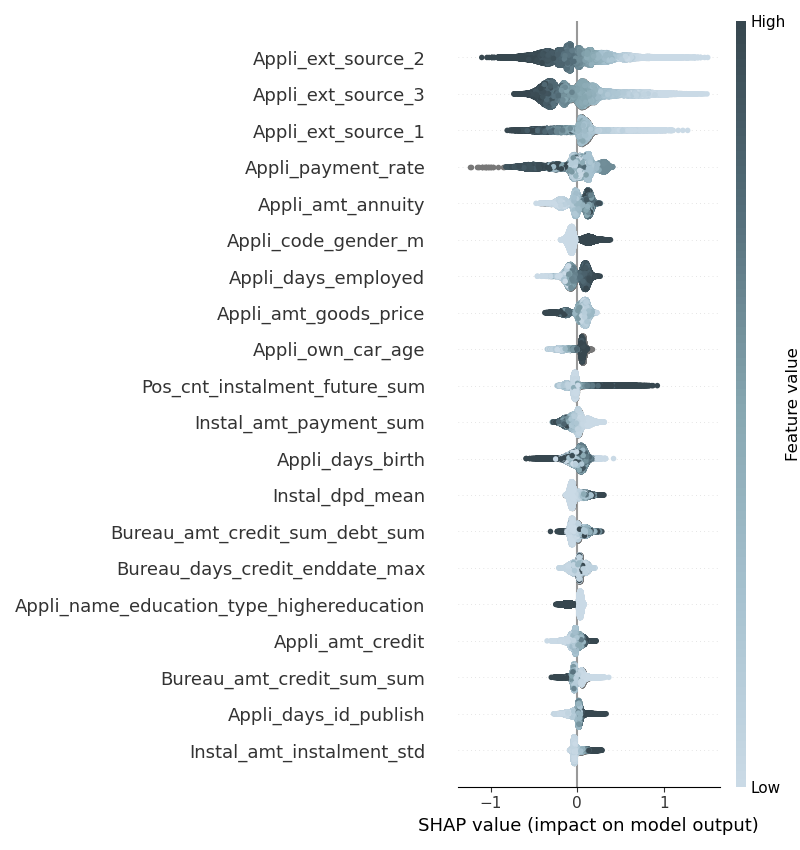 High
Appli_ext_source_2
Appli_ext_source_3
Appli_ext_source_1
Appli_payment_rate
Appli_amt_annuity
Appli_code_gender_m
Appli_days_employed
Appli_amt_goods_price
Appli_own_car_age
Pos_cnt_instalment_future_sum
Instal_amt_payment_sum
Appli_days_birth
Instal_dpd_mean
Bureau_amt_credit_sum_debt_sum
Bureau_days_credit_enddate_max
Appli_name_education_type_highereducation
Appli_amt_credit
Bureau_amt_credit_sum_sum
Appli_days_id_publish
Instal_amt_instalment_std
Feature value
Low
−1 0 1
SHAP value (impact on model output)